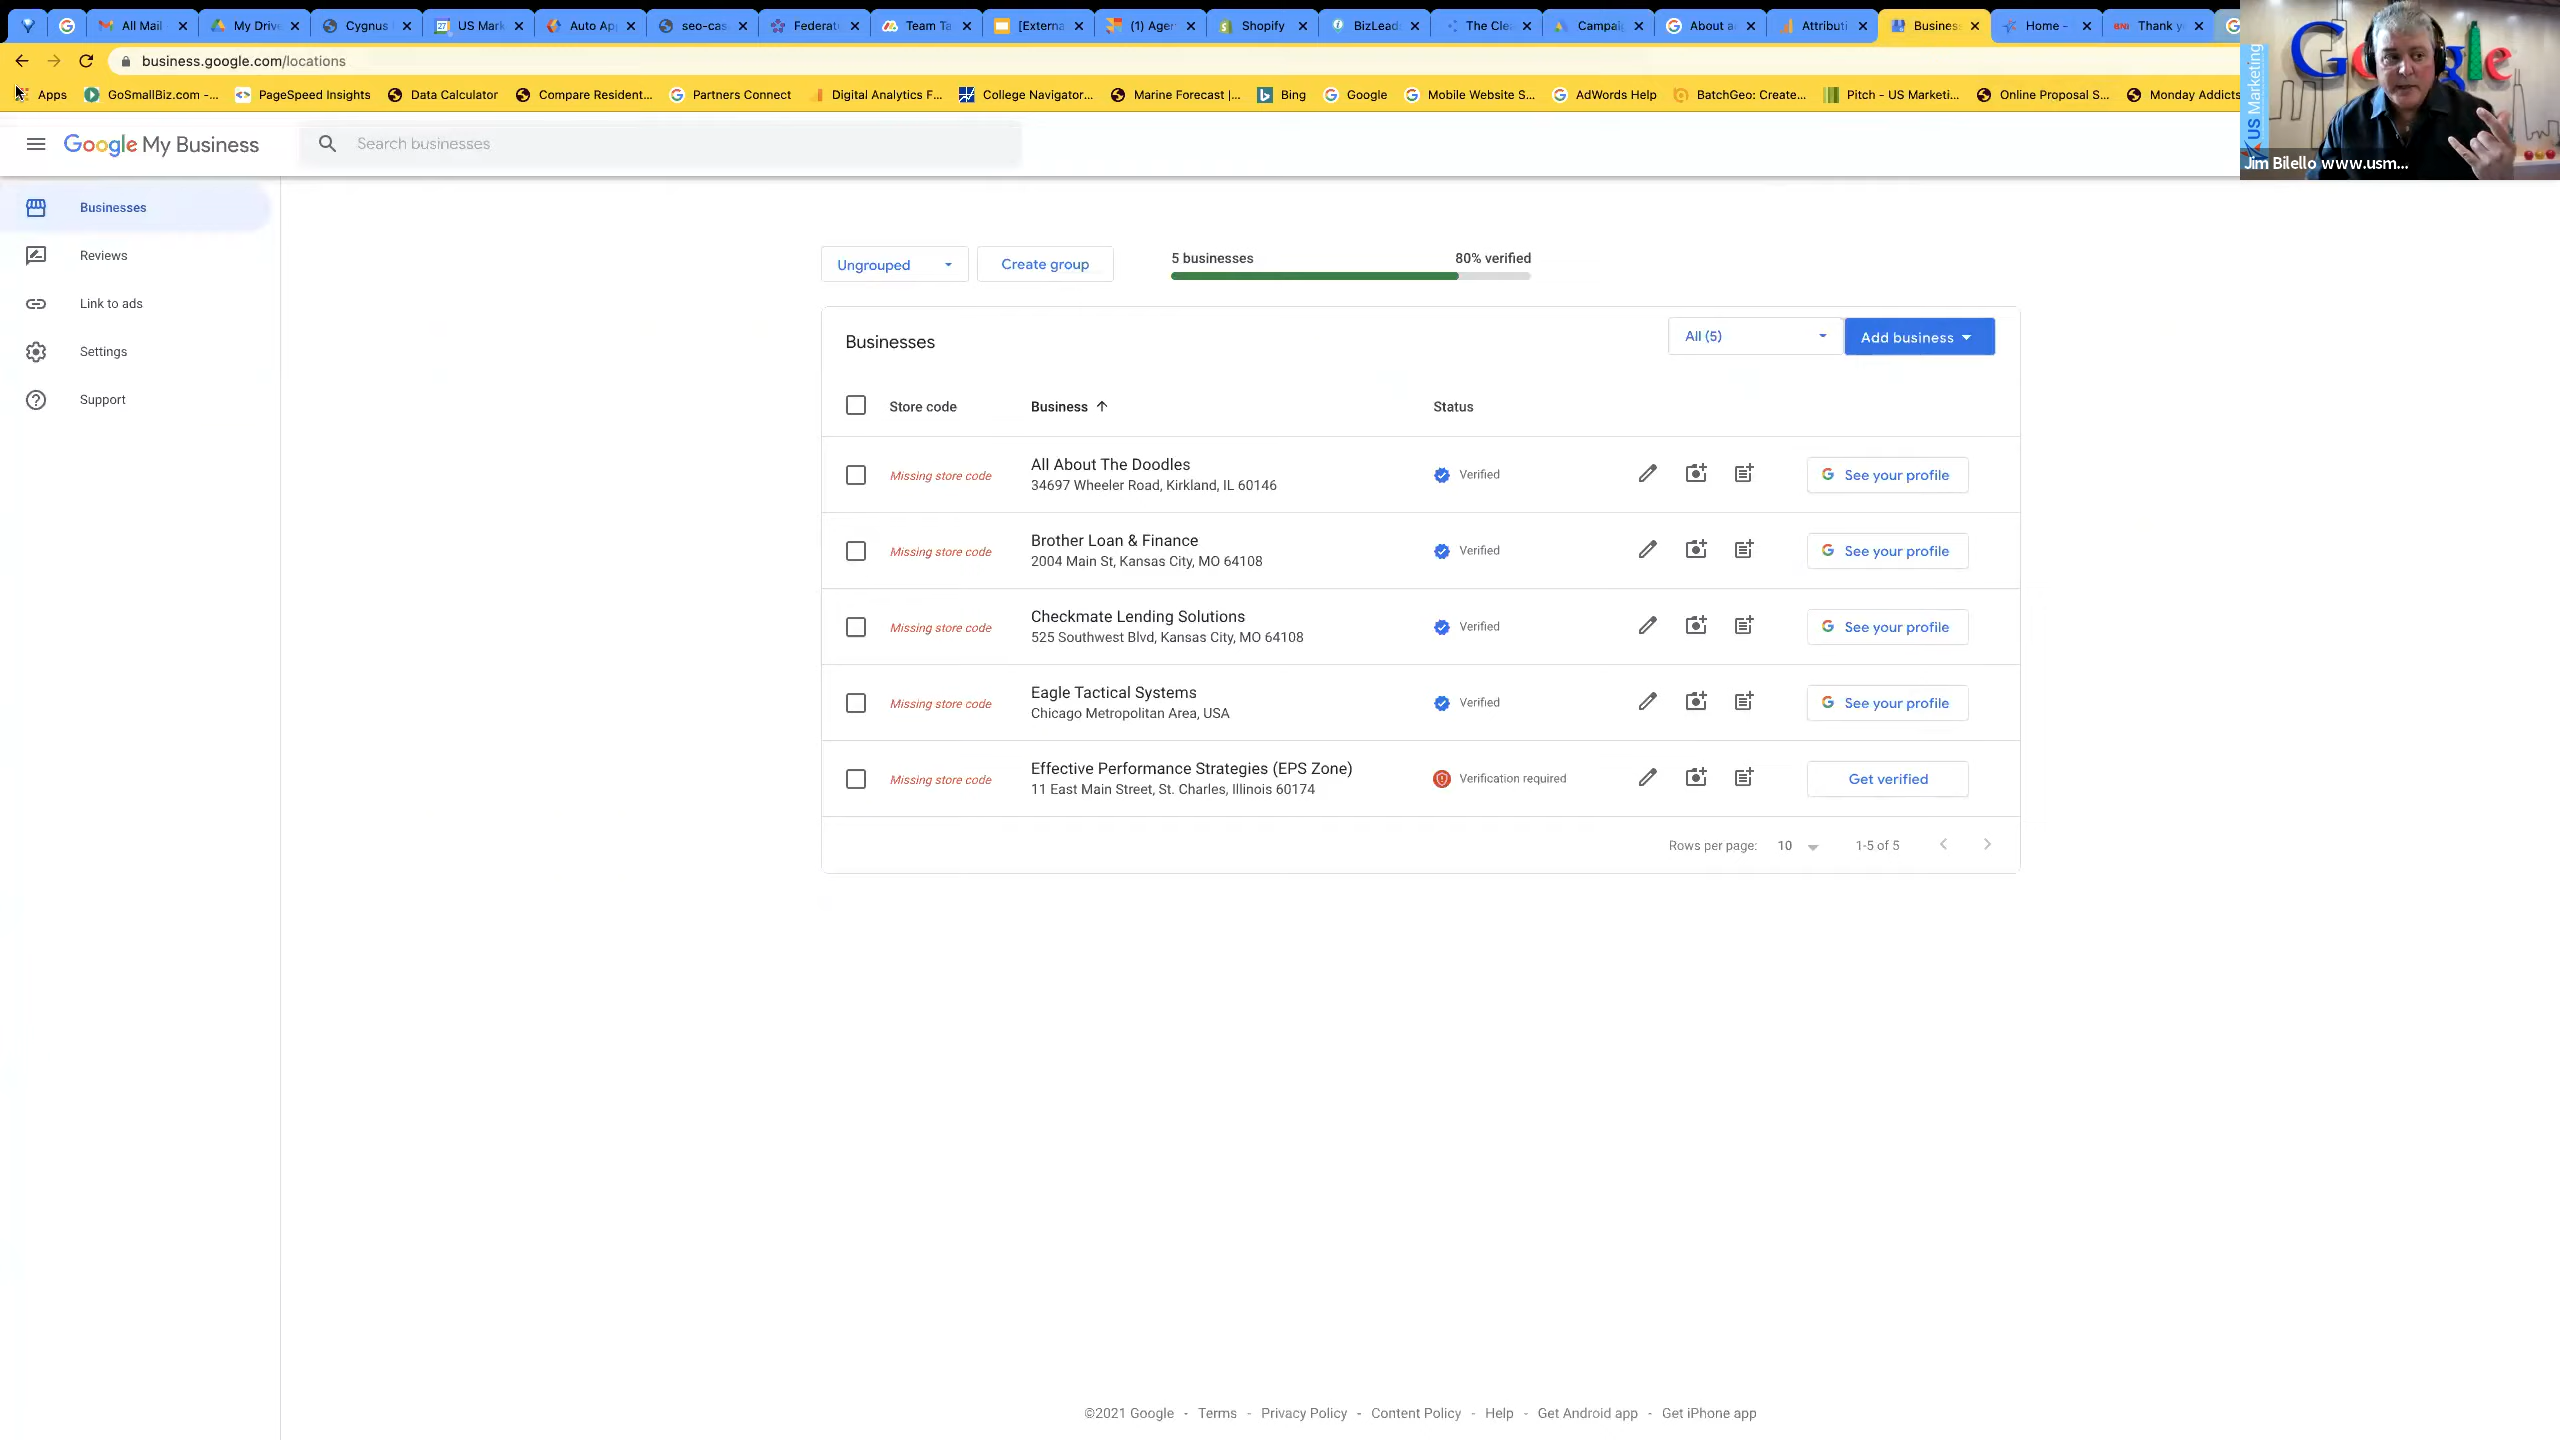 All Mail
My Drive
Cygnus
US Mark
Auto Ap
seo-cas
Federat
Team Ta
[Externa
(1) Agen
Shopify
BizLead
The Cle
Campai
About a
Attributi
Business
Home -
BNI Thank y
business.google.com/locations
Apps
GoSmallBiz.com -...
PageSpeed Insights
Data Calculator
Compare Resident...
Partners Connect
Digital Analytics F...
College Navigator...
Marine Forecast |...
Bing
Google
Mobile Website S...
AdWords Help
BatchGeo: Create...
Pitch - US Marketi...
Online Proposal S...
Monday Addicts
Google
US Marketing
Jim Bilello www.usm...
Google My Business
Search businesses
Businesses
Reviews
Link to ads
Settings
Support
Ungrouped
Create group
5 businesses
80% verified
Businesses
All (5)
Add business
Store code
Business
Status
Missing store code
All About The Doodles
34697 Wheeler Road, Kirkland, IL 60146
Verified
See your profile
Missing store code
Brother Loan & Finance
2004 Main St, Kansas City, MO 64108
Verified
See your profile
Missing store code
Checkmate Lending Solutions
525 Southwest Blvd, Kansas City, MO 64108
Verified
See your profile
Missing store code
Eagle Tactical Systems
Chicago Metropolitan Area, USA
Verified
See your profile
Missing store code
Effective Performance Strategies (EPS Zone)
11 East Main Street, St. Charles, Illinois 60174
Verification required
Get verified
Rows per page: 10
1-5 of 5
©2021 Google - Terms - Privacy Policy - Content Policy - Help - Get Android app - Get iPhone app